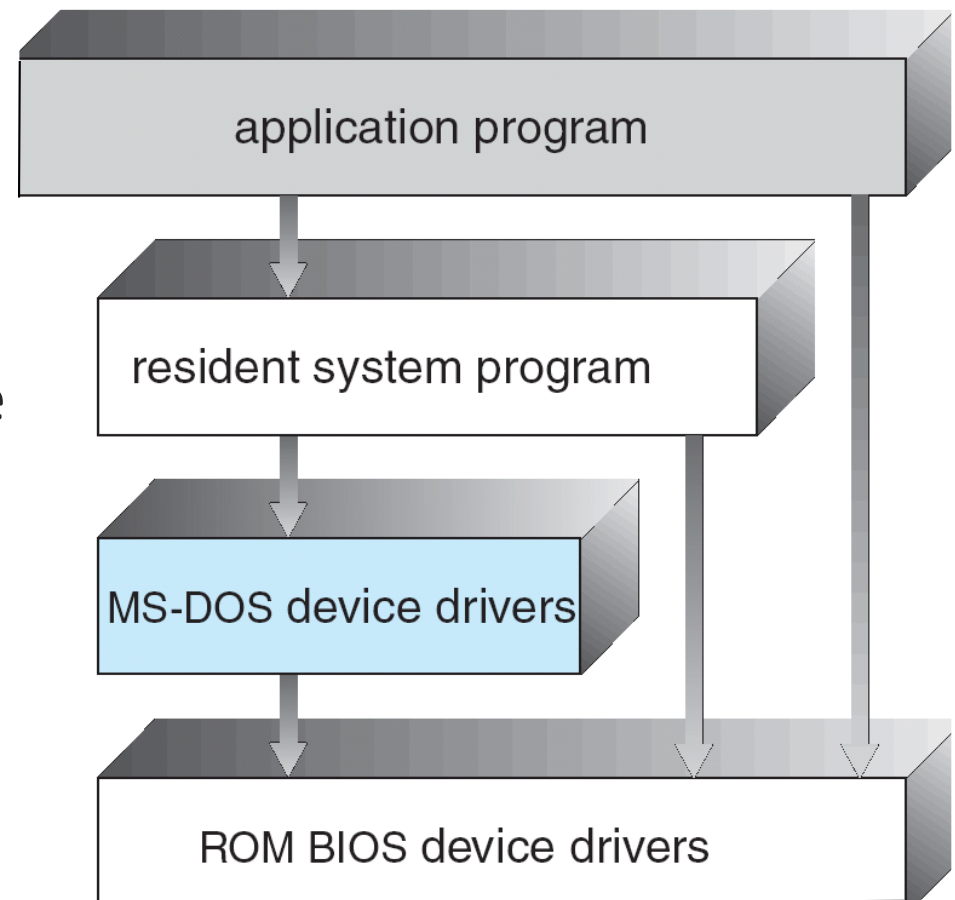 application program
resident system program
e
MS-DOS device drivers
ROM BIOS device drivers